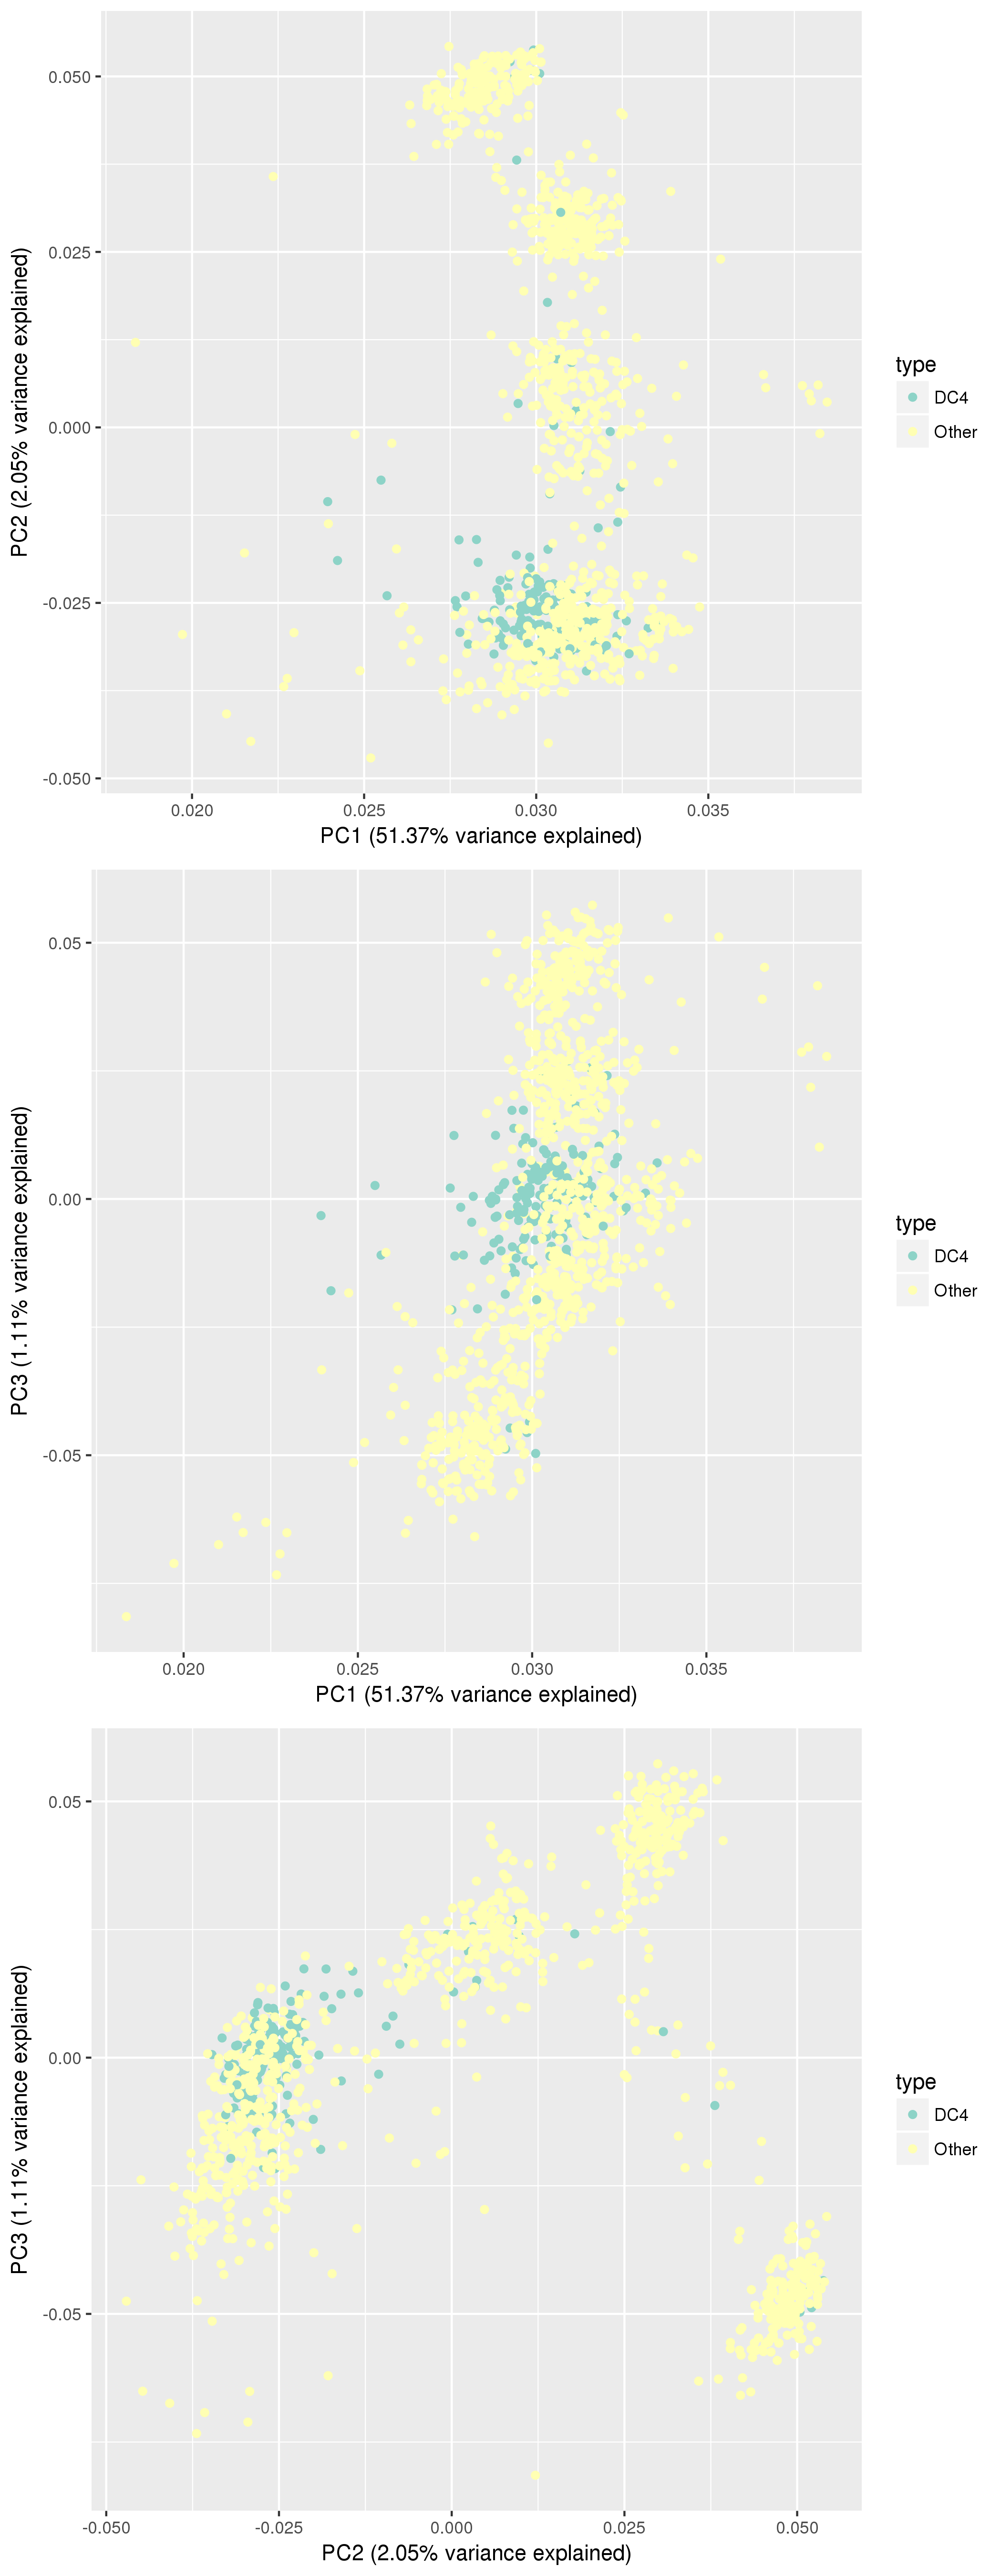 0.050
0.025
0.000
-0.025
-0.050
PC2 (2.05% variance explained)
0.020 0.025 0.030 0.035
PC1 (51.37% variance explained)
type
DC4
Other
0.05
0.00
-0.05
PC3 (1.11% variance explained)
0.020 0.025 0.030 0.035
PC1 (51.37% variance explained)
type
DC4
Other
0.05
0.00
-0.05
PC3 (1.11% variance explained)
-0.050 -0.025 0.000 0.025 0.050
PC2 (2.05% variance explained)
type
DC4
Other